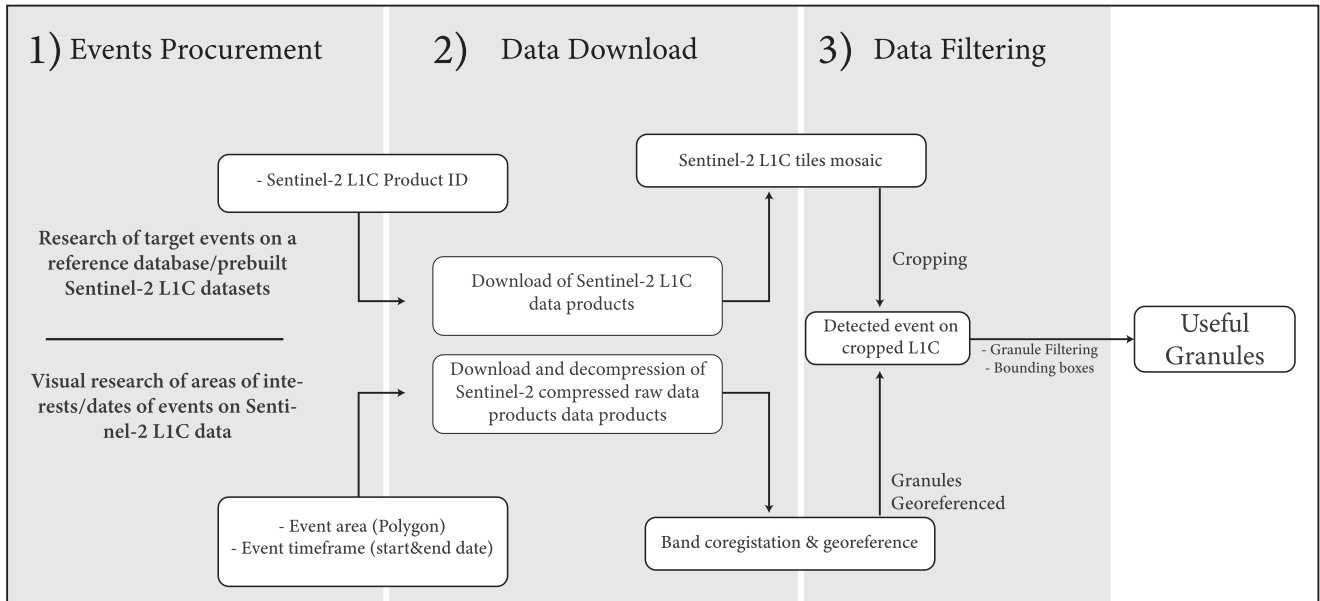 1) Events Procurement
2) Data Download
3) Data Filtering
- Sentinel-2 L1C Product ID
Research of target events on a
reference database/prebuilt
Sentinel-2 L1C datasets
Visual research of areas of inte-
rests/dates of events on Senti-
nel-2 L1C data
- Event area (Polygon)
- Event timeframe (start&end date)
Download of Sentinel-2 L1C
data products
Download and decompression of
Sentinel-2 compressed raw data
products data products
Sentinel-2 L1C tiles mosaic
Cropping
Detected event on
cropped L1C
Granules
Georeferenced
Band coregistation & georeference
- Granule Filtering
- Bounding boxes
Useful
Granules